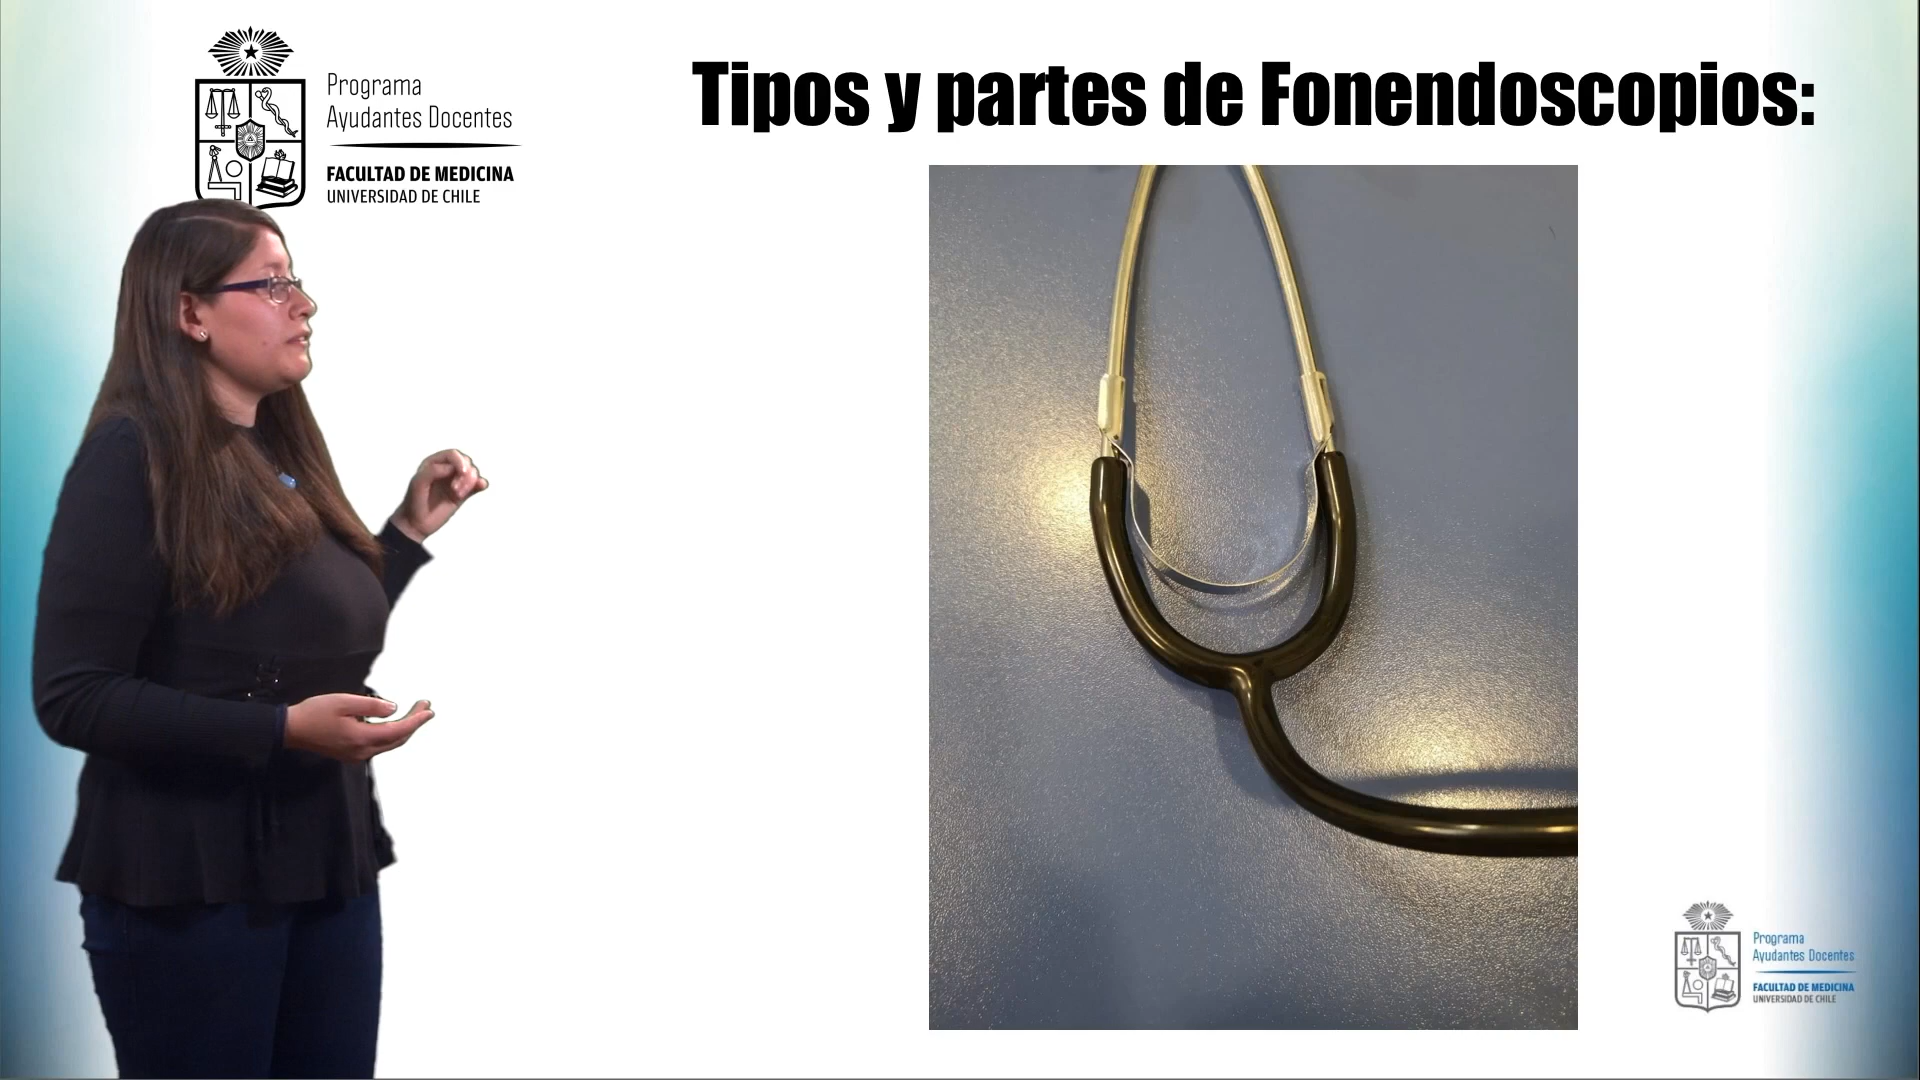 Programa
Ayudantes Docentes
FACULTAD DE MEDICINA
UNIVERSIDAD DE CHILE
Tipos y partes de Fonendoscopios:
Programa
Ayudantes Docentes
FACULTAD DE MEDICINA
UNIVERSIDAD DE CHILE